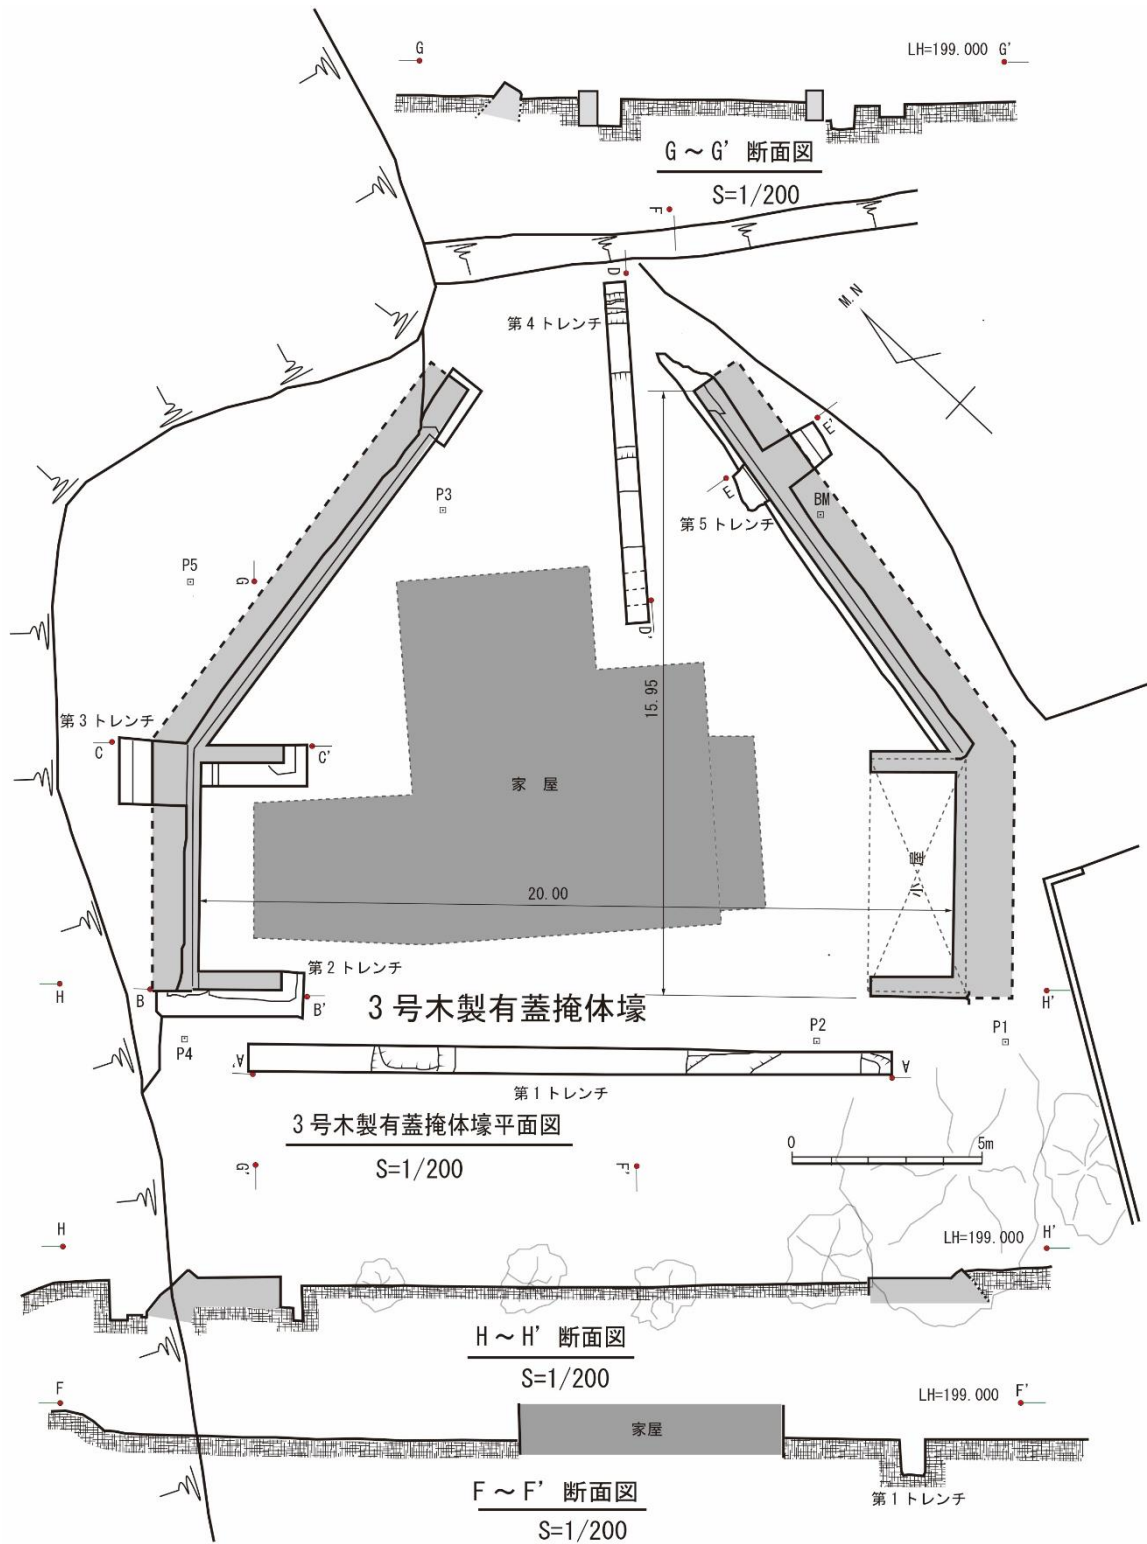 G
LH=199.000 G'
G～G' 断面図
S=1/200
F
D
M.N
第4トレンチ
E'
E
P3
BM
第5トレンチ
P5
G
D'
15.95
第3トレンチ
C
C'
家 屋
小屋
20.00
第2トレンチ
H
B
B'
H'
3号木製有蓋掩体壕
P4
P2
P1
A'
A
第1トレンチ
3号木製有蓋掩体壕平面図
S=1/200
0
5m
G'
F'
H
LH=199.000
H'
H～H' 断面図
S=1/200
F
LH=199.000
F'
家屋
F～F' 断面図
第1トレンチ
S=1/200